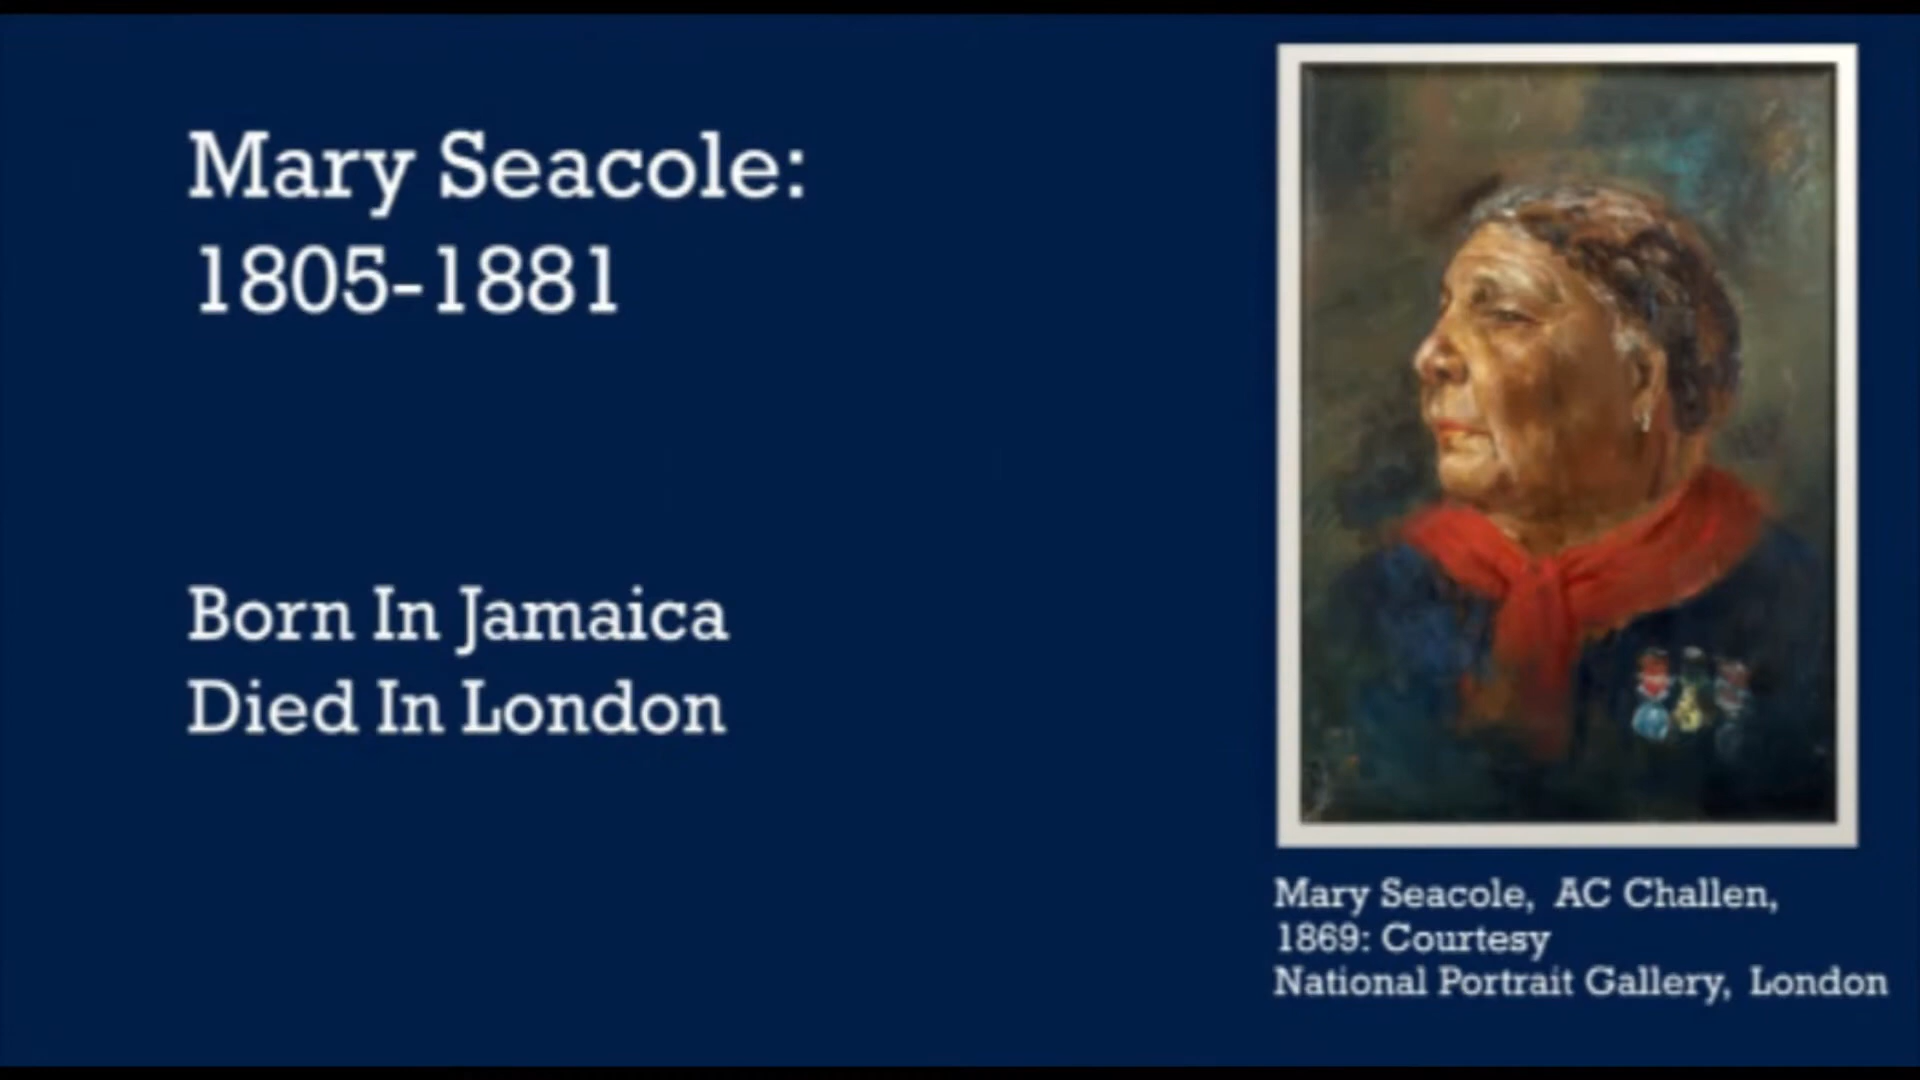 Mary Seacole:
1805-1881
Born In Jamaica
Died In London
Mary Seacole, AC Challen,
1869: Courtesy
National Portrait Gallery, London